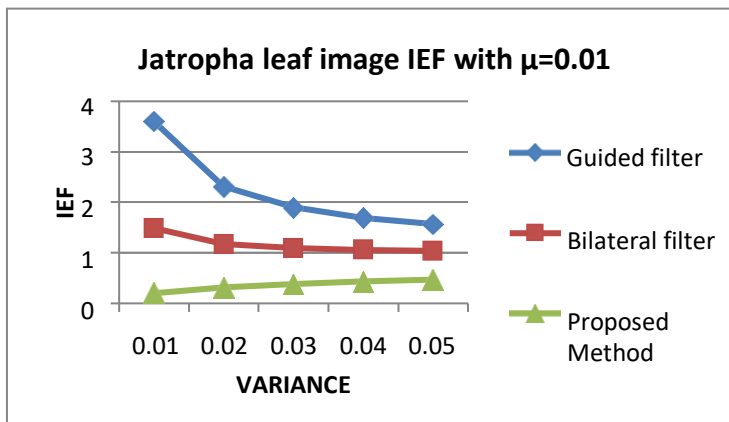 Jatropha leaf image IEF with µ=0.01
4
3
2
1
0
IEF
0.01 0.02 0.03 0.04 0.05
VARIANCE
Guided filter
Bilateral filter
Proposed
Method